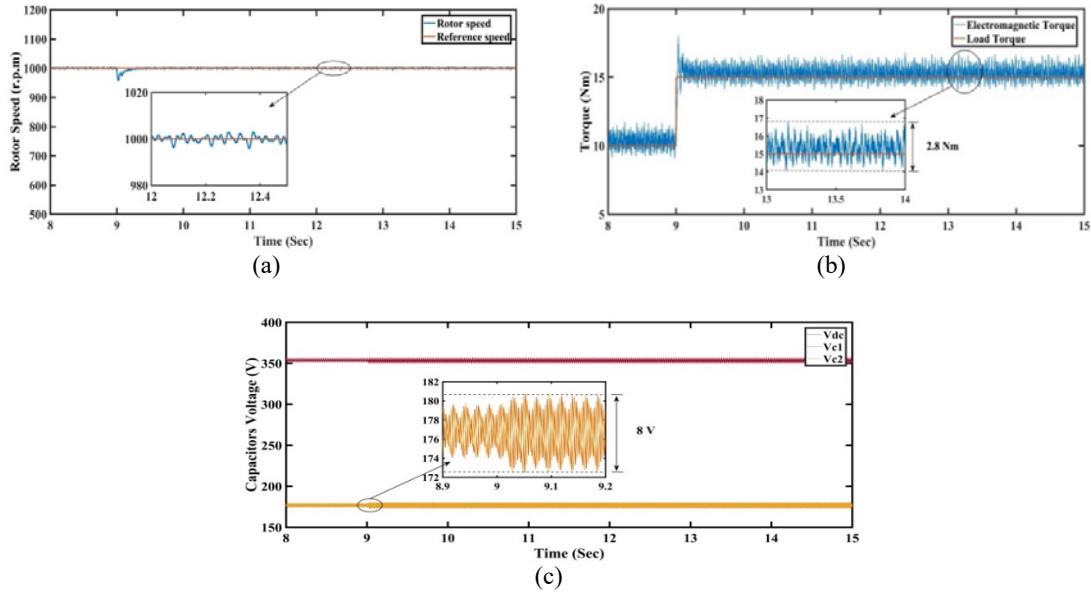 1200
1100
1000
900
800
700
600
500
Rotor Speed (r.p.m)
Rotor speed
Reference speed
1020
1000
980
12 12.2 12.4
8 9 10 11 12 13 14 15
Time (Sec)
(a)
20
15
10
5
Torque (Nm)
Electromagnetic Torque
Load Torque
18
17
16
15
14
13
13 13.5 14
2.8 Nm
8 9 10 11 12 13 14 15
Time (Sec)
(b)
400
350
300
250
200
150
Capacitors Voltage (V)
Vdc
Vc1
Vc2
182
180
178
176
174
172
8.9 9 9.1 9.2
8 V
8 9 10 11 12 13 14 15
Time (Sec)
(c)